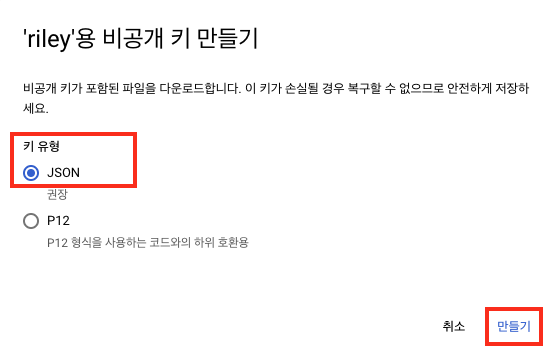 'riley'용 비공개 키 만들기
비공개 키가 포함된 파일을 다운로드합니다. 이 키가 손실될 경우 복구할 수 없으므로 안전하게 저장하
세요.
키 유형
JSON
권장
P12
P12 형식을 사용하는 코드와의 하위 호환용
취소 만들기